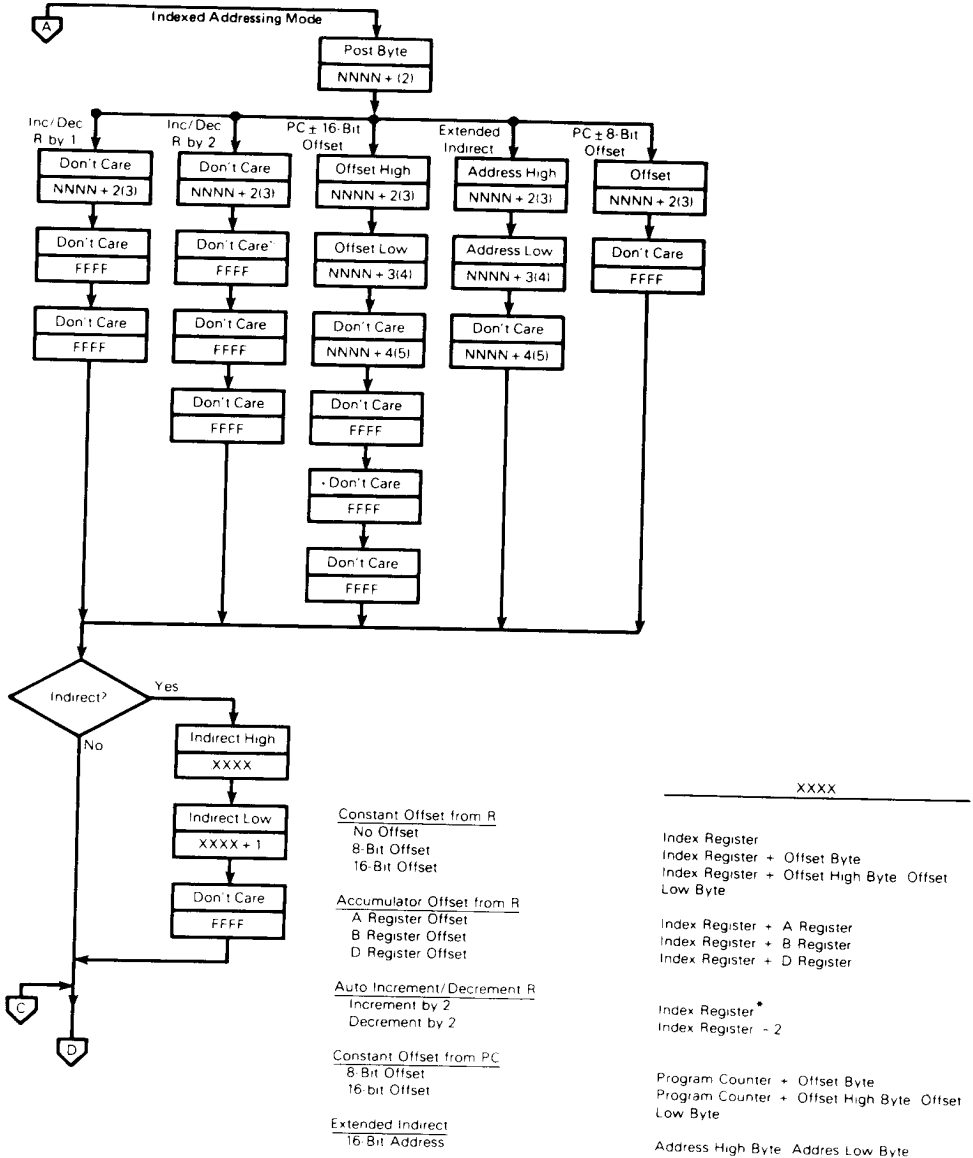 A
Indexed Addressing Mode
Post Byte
NNNN + (2)
Inc/Dec
R by 1
Inc/Dec
R by 2
PC ± 16-Bit
Offset
Extended
Indirect
PC ± 8-Bit
Offset
Don't Care
NNNN + 2(3)
Don't Care
FFFF
Don't Care
FFFF
Don't Care
NNNN + 2(3)
Don't Care
FFFF
Don't Care
FFFF
Don't Care
FFFF
Offset High
NNNN + 2(3)
Offset Low
NNNN + 3(4)
Don't Care
NNNN + 4(5)
Don't Care
FFFF
Don't Care
FFFF
Don't Care
FFFF
Address High
NNNN + 2(3)
Address Low
NNNN + 3(4)
Don't Care
NNNN + 4(5)
Offset
NNNN + 2(3)
Don't Care
FFFF
Indirect?
Yes
No
Indirect High
XXXX
Indirect Low
XXXX + 1
Don't Care
FFFF
C
D
XXXX
Constant Offset from R
No Offset
8-Bit Offset
16-Bit Offset
Index Register
Index Register + Offset Byte
Index Register + Offset High Byte Offset
Low Byte
Accumulator Offset from R
A Register Offset
B Register Offset
D Register Offset
Index Register + A Register
Index Register + B Register
Index Register + D Register
Auto Increment/Decrement R
Increment by 2
Decrement by 2
Index Register*
Index Register - 2
Constant Offset from PC
8-Bit Offset
16-bit Offset
Program Counter + Offset Byte
Program Counter + Offset High Byte Offset
Low Byte
Extended Indirect
16-Bit Address
Address High Byte Addres Low Byte